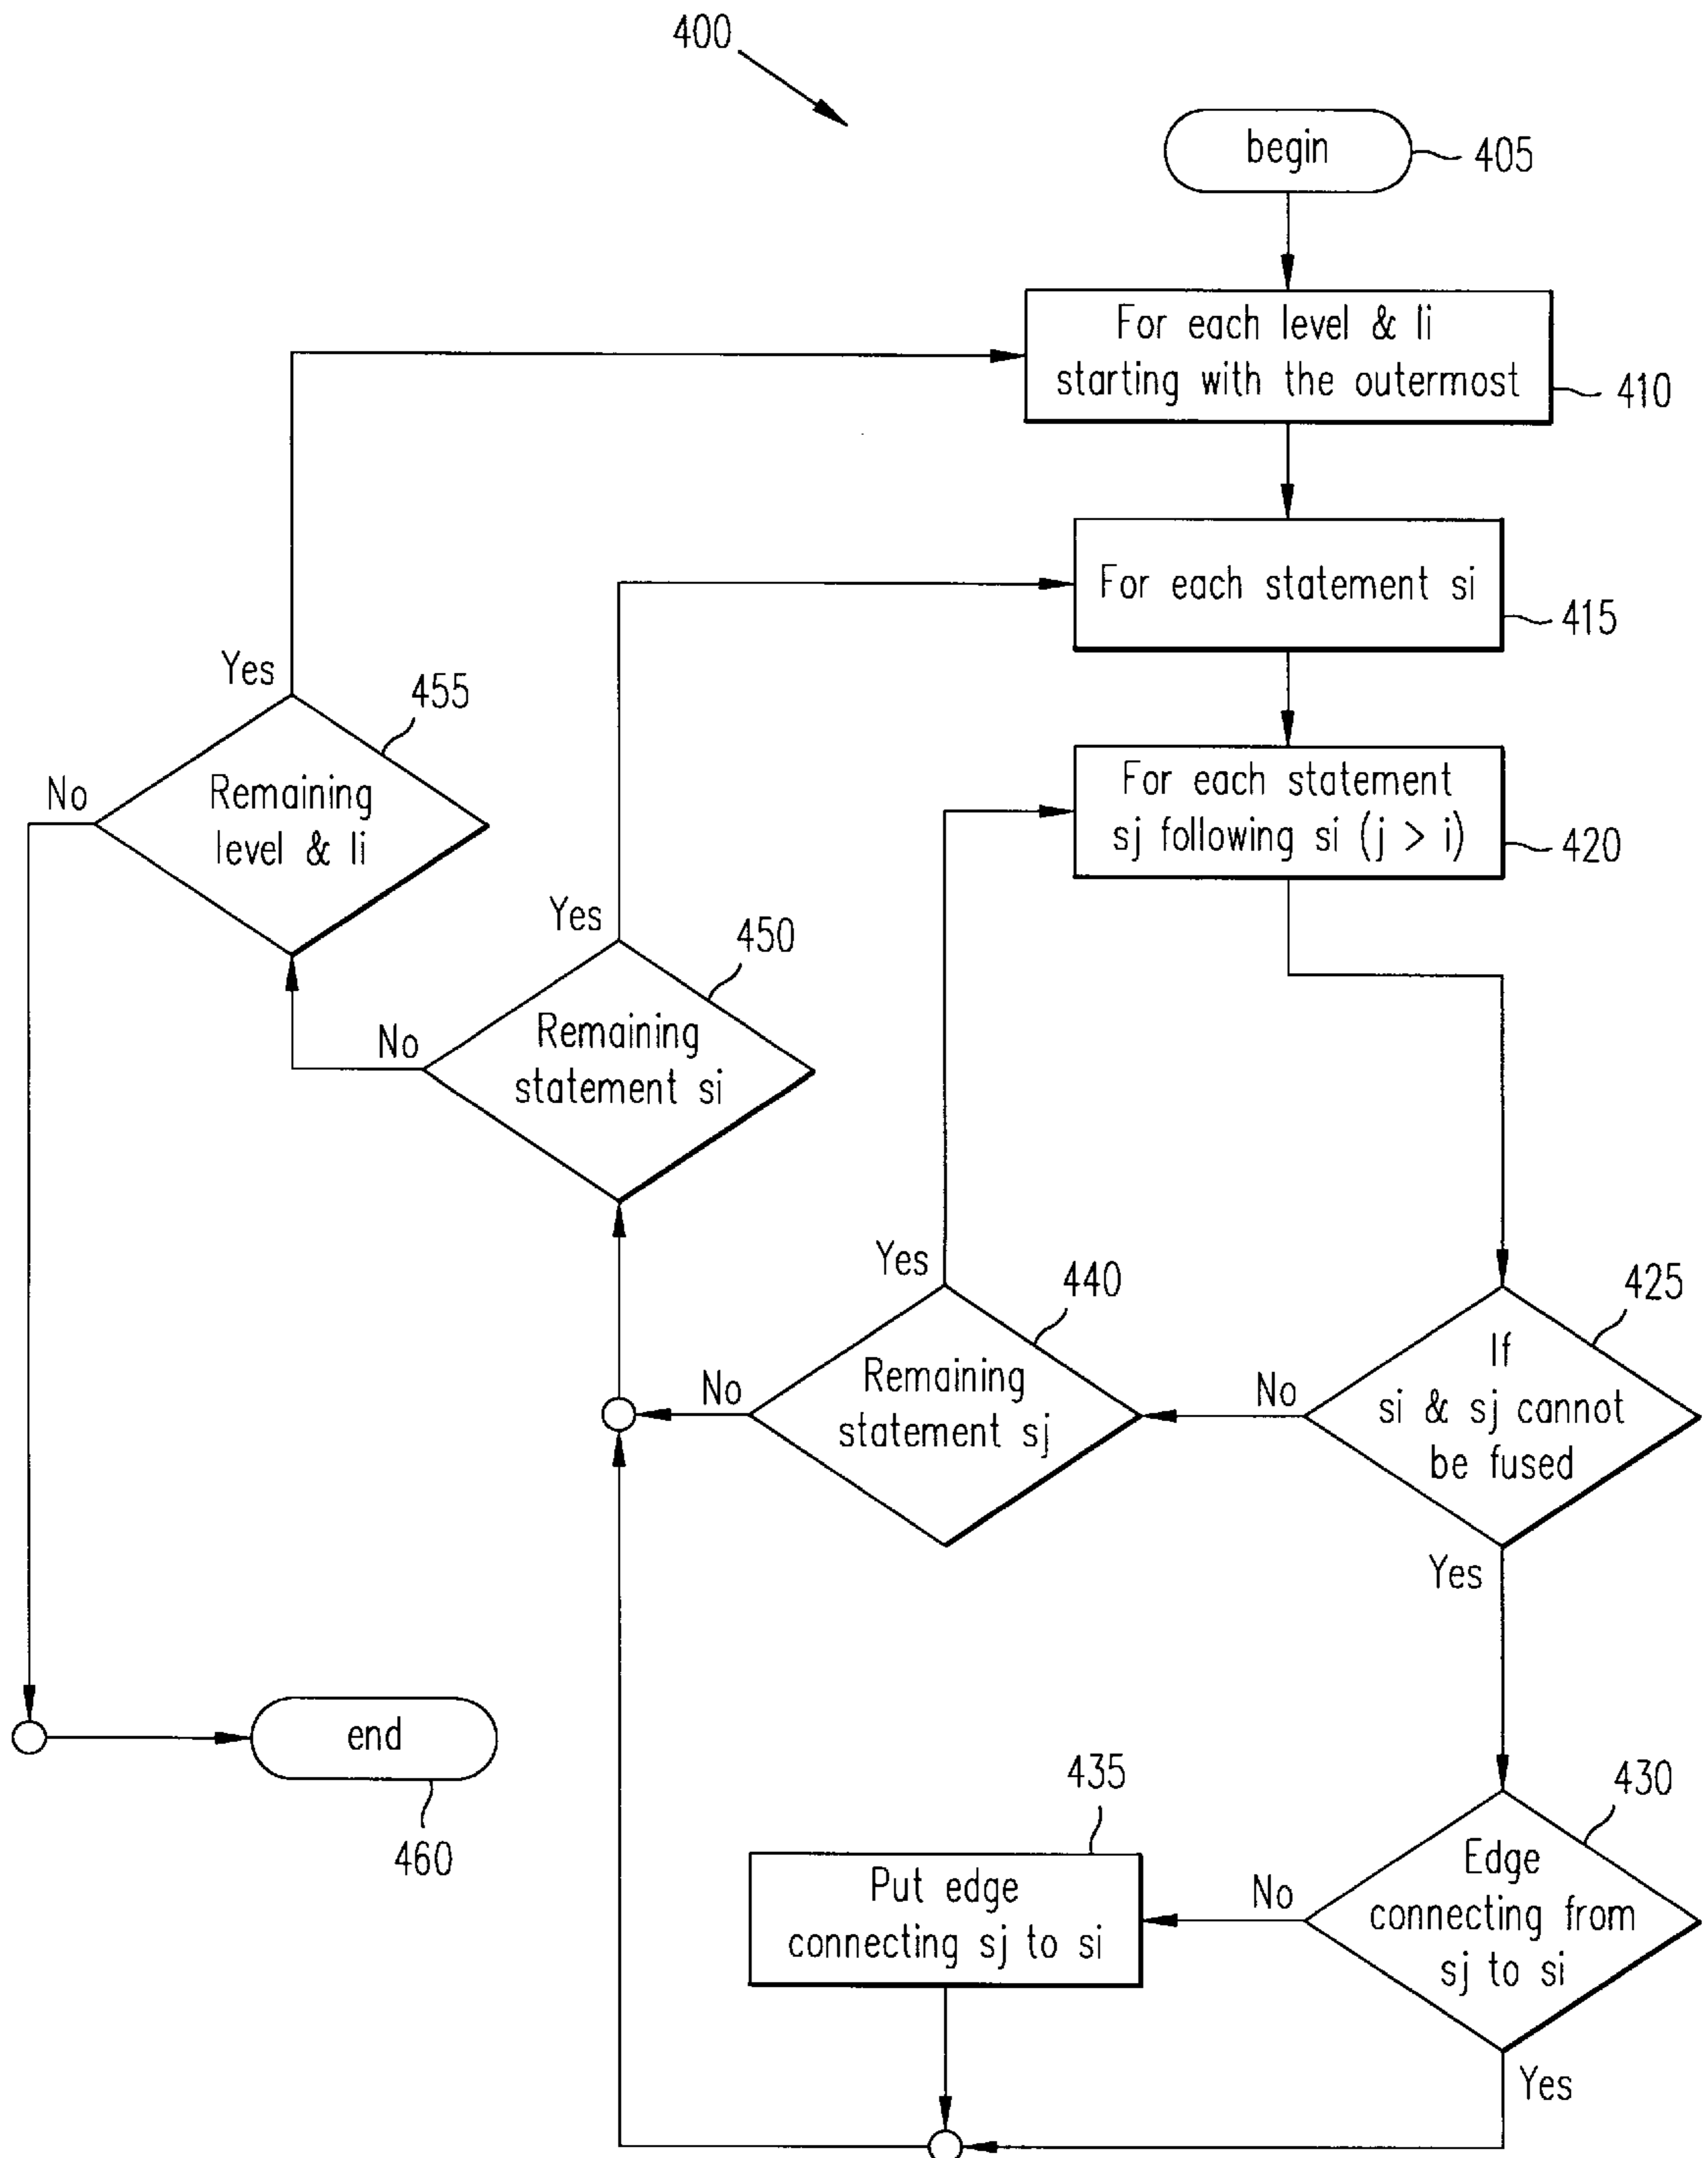 400
begin
405
For each level & li
starting with the outermost
410
For each statement si
415
For each statement
sj following si (j > i)
420
Yes
455
Remaining
level & li
No
Yes
450
Remaining
statement si
No
Yes
440
Remaining
statement sj
No
425
If
si & sj cannot
be fused
No
Yes
end
460
435
Put edge
connecting sj to si
430
Edge
connecting from
sj to si
No
Yes